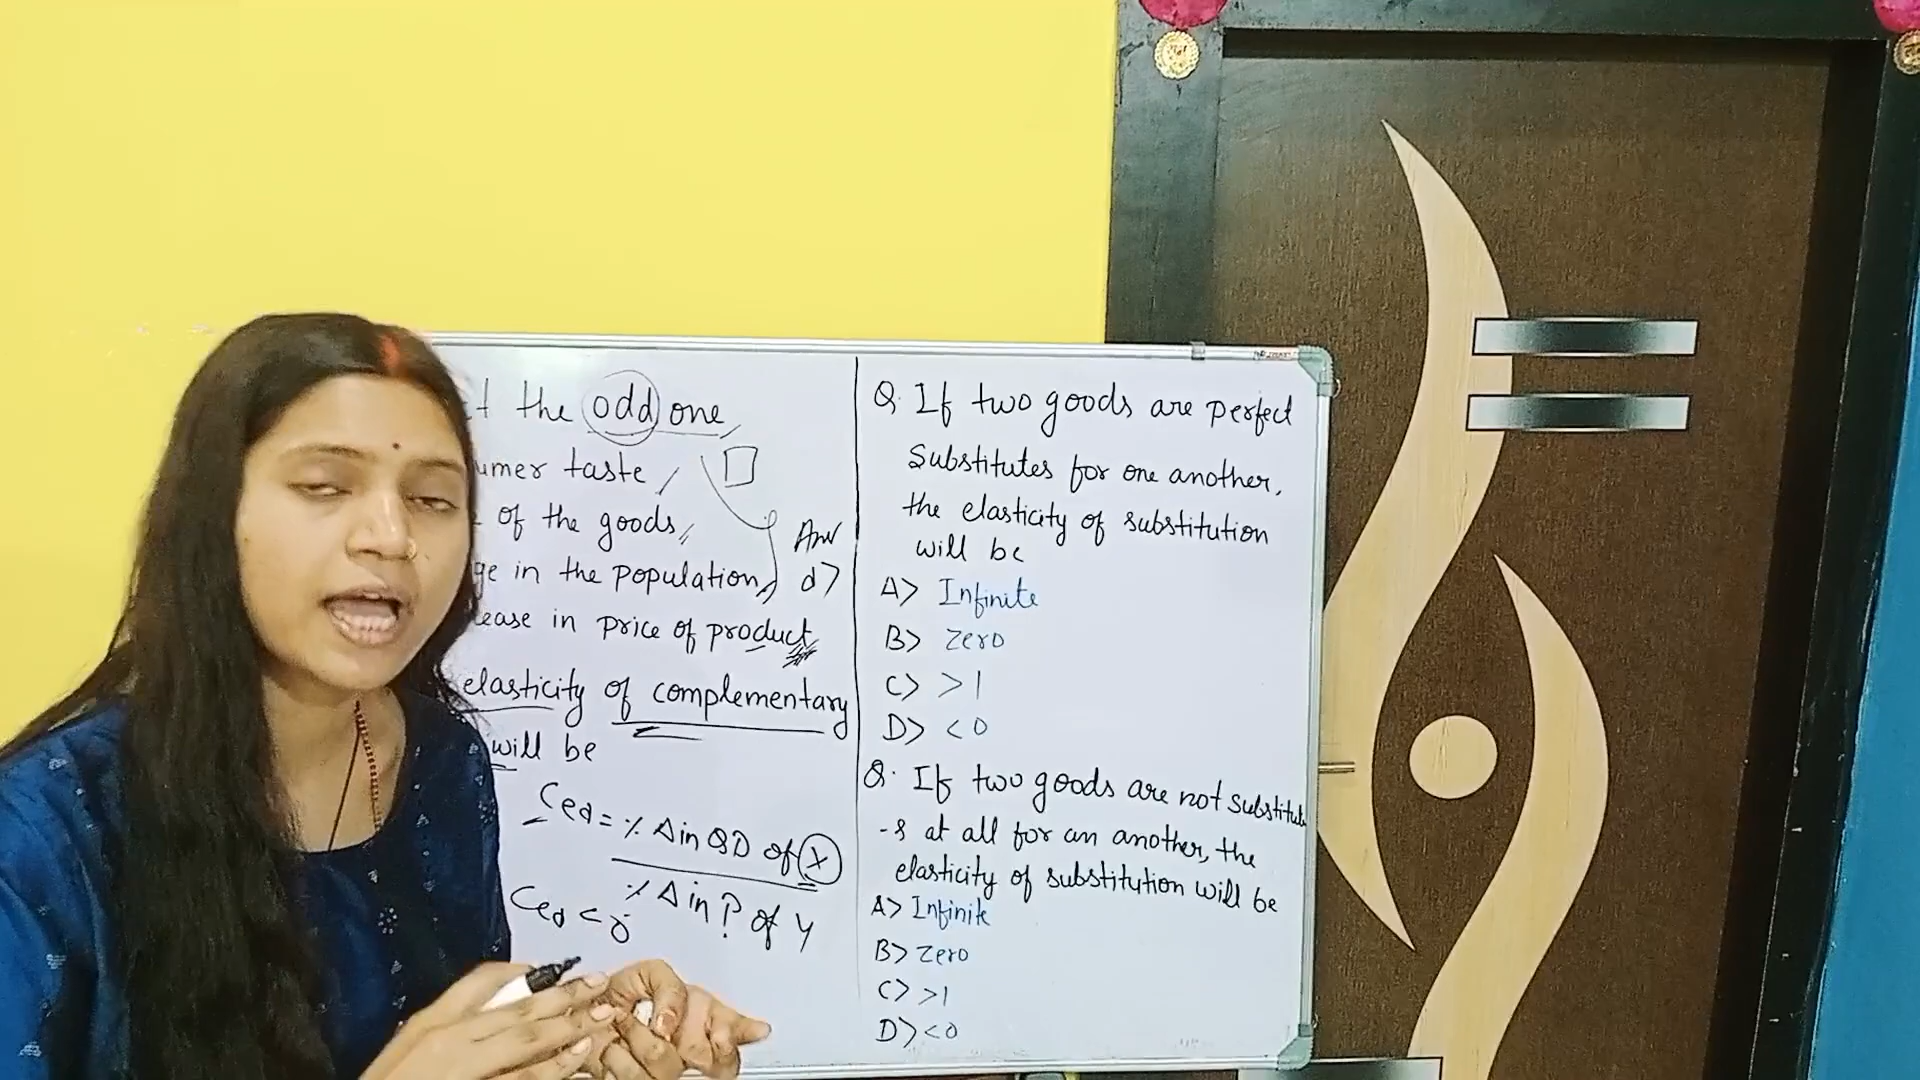 the odd one
taste
of the goods
in the population
Ans
d>
in price of product
elasticity of complementary
will be
Ced = % Δ in QD of X
% Δ in P of Y
Ced < 0
Q. If two goods are perfect
Substitutes for one another,
the elasticity of substitution
will be
A> Infinite
B> Zero
C> >1
D> <0
Q. If two goods are not substitute
-s at all for an another, the
elasticity of substitution will be
A> Infinite
B> Zero
C> >1
D> <0